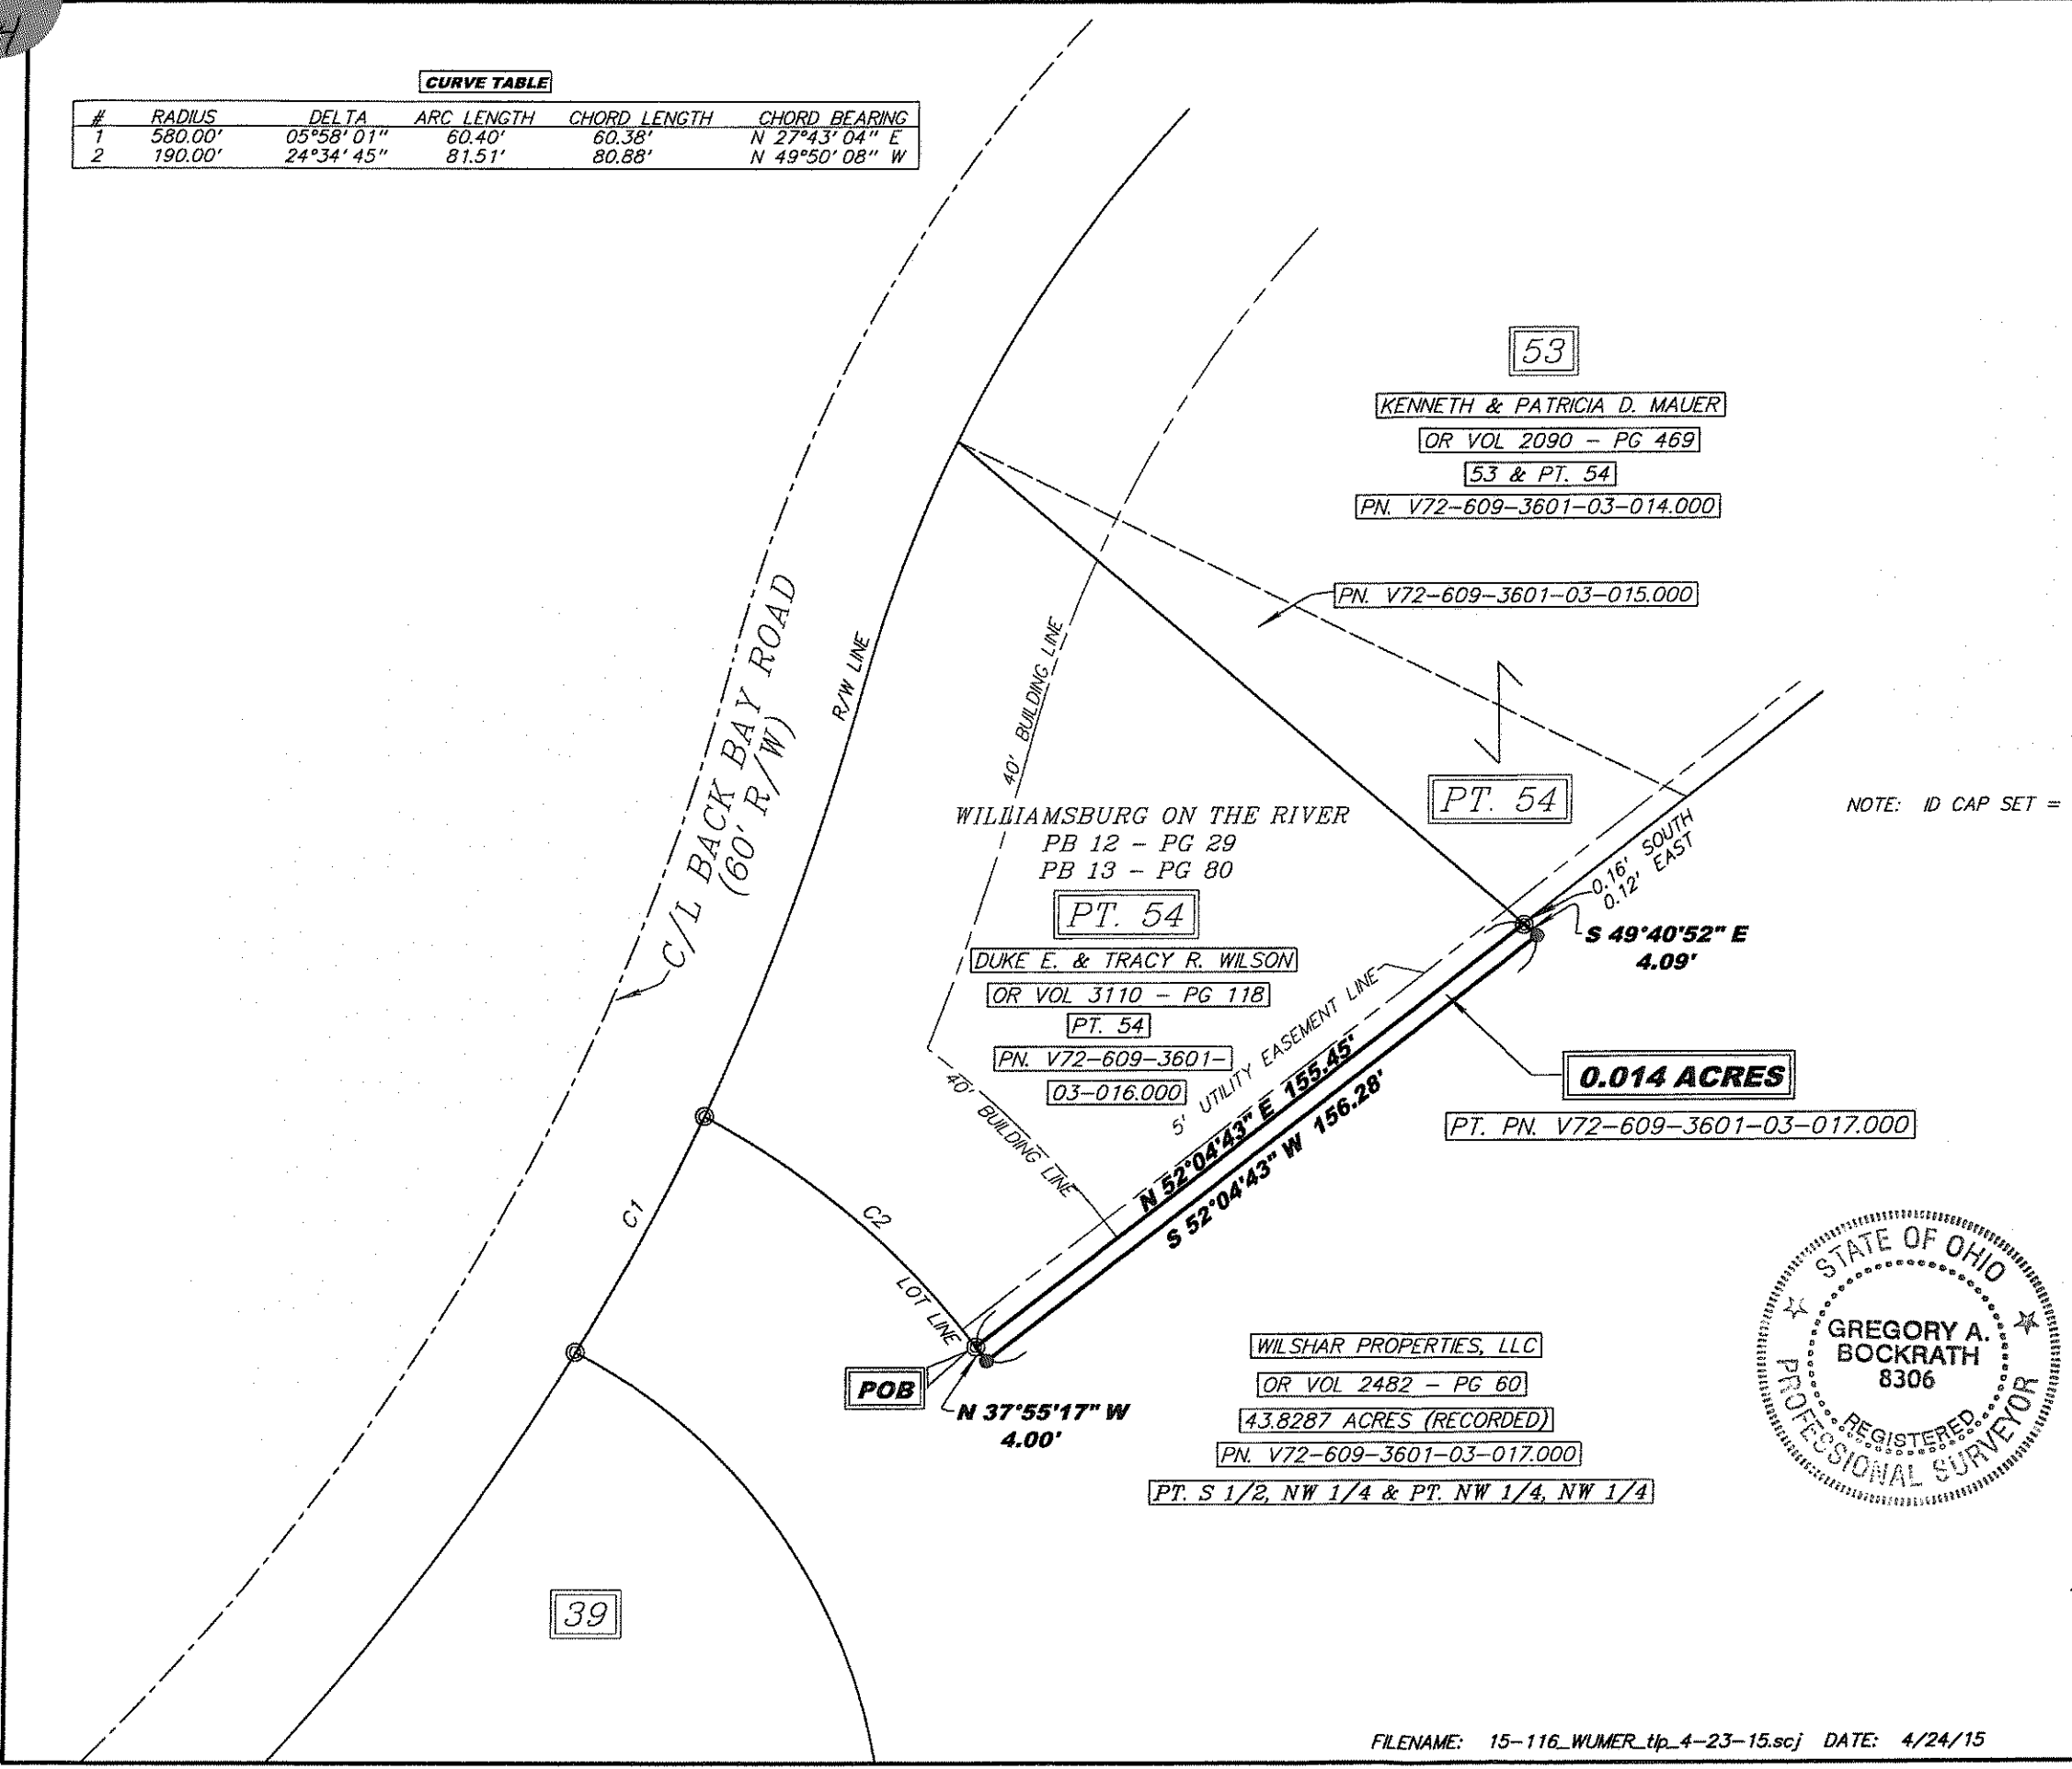 CURVE TABLE
# RADIUS DELTA ARC LENGTH CHORD LENGTH CHORD BEARING
1 580.00' 05°58'01" 60.40' 60.38' N 27°43'04" E
2 190.00' 24°34'45" 81.51' 80.88' N 49°50'08" W
53
KENNETH & PATRICIA D. MAUER
OR VOL 2090 - PG 469
53 & PT. 54
PN. V72-609-3601-03-014.000
PN. V72-609-3601-03-015.000
C/L BACK BAY ROAD
(60' R/W)
R/W LINE
40' BUILDING LINE
PT. 54
NOTE: ID CAP SET =
WILLIAMSBURG ON THE RIVER
PB 12 - PG 29
PB 13 - PG 80
PT. 54
DUKE E. & TRACY R. WILSON
OR VOL 3110 - PG 118
PT. 54
PN. V72-609-3601-
03-016.000
0.16' SOUTH
0.12' EAST
S 49°40'52" E
4.09'
40' BUILDING LINE
5' UTILITY EASEMENT LINE
N 52°04'43" E 155.45'
S 52°04'43" W 156.28'
0.014 ACRES
PT. PN. V72-609-3601-03-017.000
C1
C2
LOT LINE
POB
N 37°55'17" W
4.00'
WILSHAR PROPERTIES, LLC
OR VOL 2482 - PG 60
43.8287 ACRES (RECORDED)
PN. V72-609-3601-03-017.000
PT. S 1/2, NW 1/4 & PT. NW 1/4, NW 1/4
STATE OF OHIO
GREGORY A.
BOCKRATH
8306
REGISTERED
PROFESSIONAL SURVEYOR
39
FILENAME: 15-116_WUMER_tlp_4-23-15.scj DATE: 4/24/15